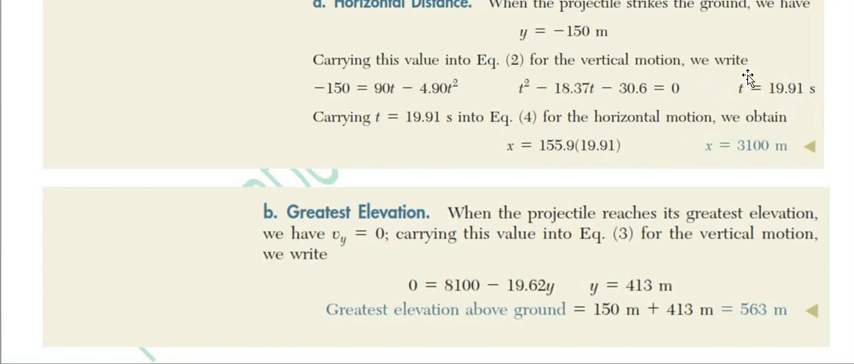 a. Horizontal Distance. When the projectile strikes the ground, we have
y = −150 m
Carrying this value into Eq. (2) for the vertical motion, we write
−150 = 90t − 4.90t² t² − 18.37t − 30.6 = 0 t = 19.91 s
Carrying t = 19.91 s into Eq. (4) for the horizontal motion, we obtain
x = 155.9(19.91) x = 3100 m ◀
b. Greatest Elevation. When the projectile reaches its greatest elevation,
we have v_y = 0; carrying this value into Eq. (3) for the vertical motion,
we write
0 = 8100 − 19.62y y = 413 m
Greatest elevation above ground = 150 m + 413 m = 563 m ◀